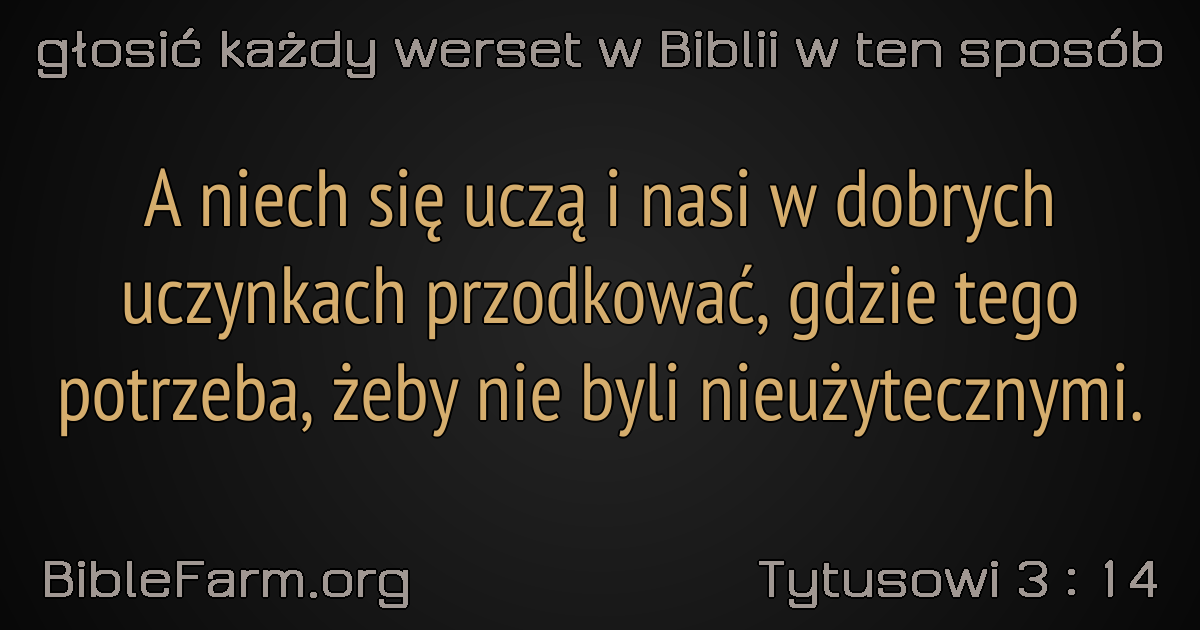 głosić każdy werset w Biblii w ten sposób
A niech się uczą i nasi w dobrych
uczynkach przodkować, gdzie tego
potrzeba, żeby nie byli nieużytecznymi.
BibleFarm.org
Tytusowi 3 : 14